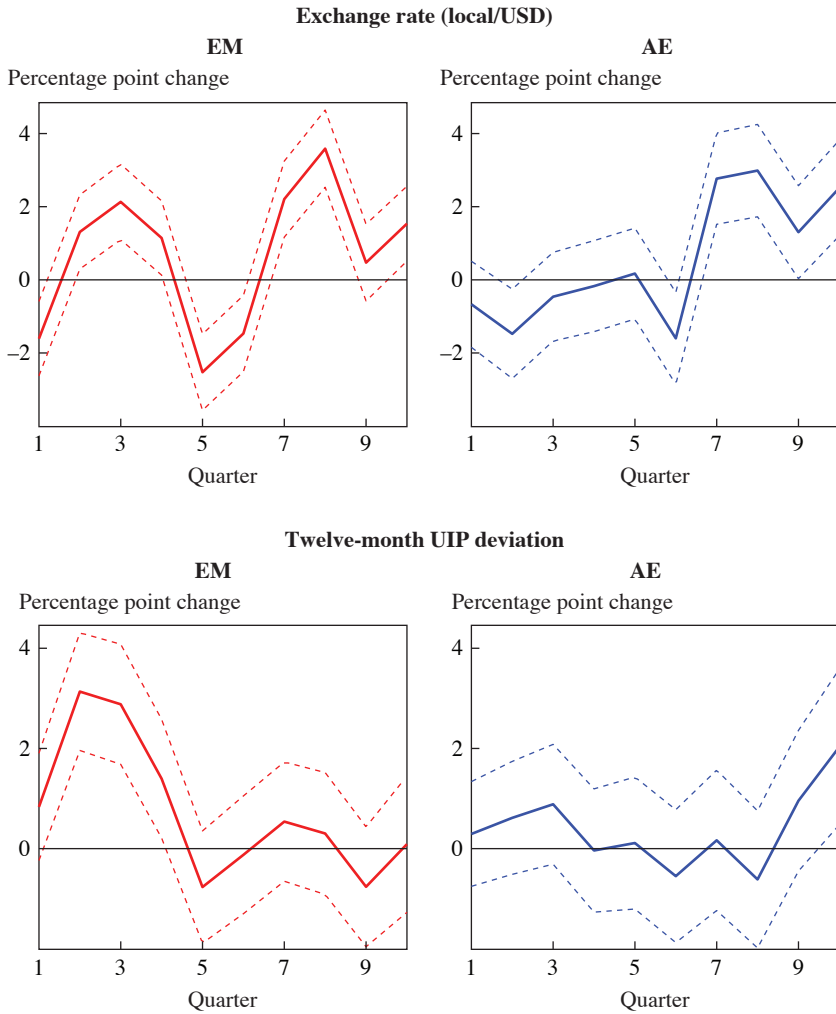 Exchange rate (local/USD)
EM
AE
Percentage point change
Percentage point change
4
2
0
–2
4
2
0
–2
1 3 5 7 9
1 3 5 7 9
Quarter
Quarter
Twelve-month UIP deviation
EM
AE
Percentage point change
Percentage point change
4
2
0
4
2
0
1 3 5 7 9
1 3 5 7 9
Quarter
Quarter